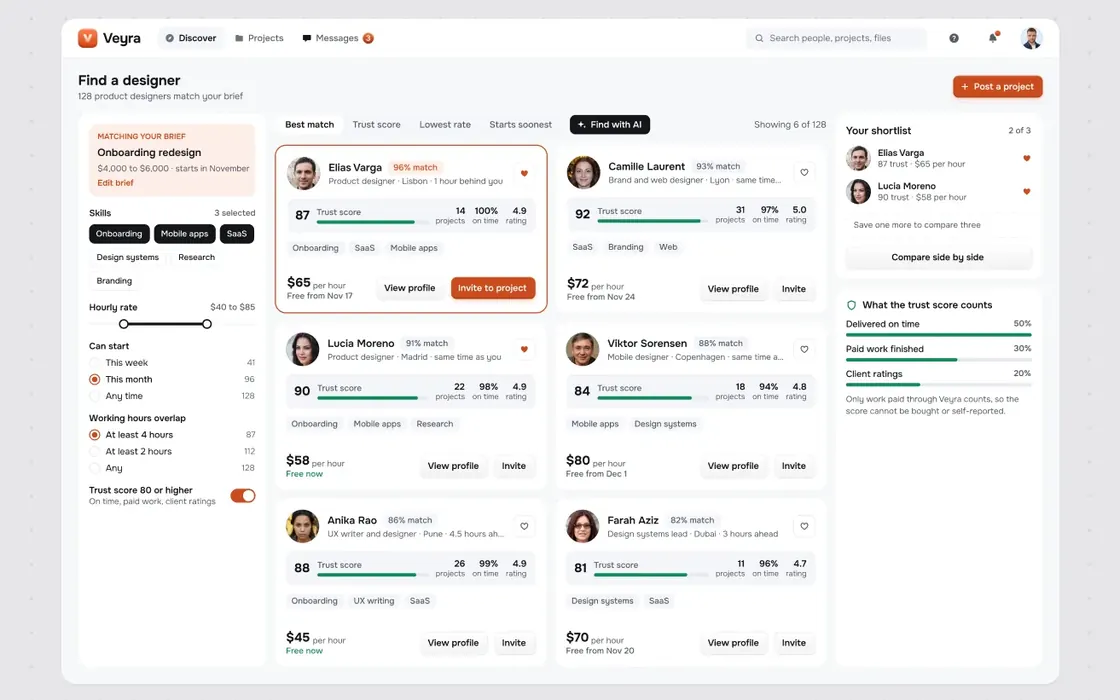 Veyra
Discover
Projects
Messages 3
Search people, projects, files
Find a designer
128 product designers match your brief
+ Post a project
MATCHING YOUR BRIEF
Onboarding redesign
$4,000 to $6,000 · starts in November
Edit brief
Skills
3 selected
Onboarding
Mobile apps
SaaS
Design systems
Research
Branding
Hourly rate
$40 to $85
Can start
This week 41
This month 96
Any time 128
Working hours overlap
At least 4 hours 87
At least 2 hours 112
Any 128
Trust score 80 or higher
On time, paid work, client ratings
Best match
Trust score
Lowest rate
Starts soonest
Find with AI
Showing 6 of 128
Elias Varga 96% match
Product designer · Lisbon · 1 hour behind you
87 Trust score
14 projects
100% on time
4.9 rating
Onboarding
SaaS
Mobile apps
$65 per hour
Free from Nov 17
View profile
Invite to project
Camille Laurent 93% match
Brand and web designer · Lyon · same time...
92 Trust score
31 projects
97% on time
5.0 rating
SaaS
Branding
Web
$72 per hour
Free from Nov 24
View profile
Invite
Lucia Moreno 91% match
Product designer · Madrid · same time as you
90 Trust score
22 projects
98% on time
4.9 rating
Onboarding
Mobile apps
Research
$58 per hour
Free now
View profile
Invite
Viktor Sorensen 88% match
Mobile designer · Copenhagen · same time a...
84 Trust score
18 projects
94% on time
4.8 rating
Mobile apps
Design systems
$80 per hour
Free from Dec 1
View profile
Invite
Anika Rao 86% match
UX writer and designer · Pune · 4.5 hours ah...
88 Trust score
26 projects
99% on time
4.9 rating
Onboarding
UX writing
SaaS
$45 per hour
Free now
View profile
Invite
Farah Aziz 82% match
Design systems lead · Dubai · 3 hours ahead
81 Trust score
11 projects
96% on time
4.7 rating
Design systems
SaaS
$70 per hour
Free from Nov 20
View profile
Invite
Your shortlist
2 of 3
Elias Varga
87 trust · $65 per hour
Lucia Moreno
90 trust · $58 per hour
Save one more to compare three
Compare side by side
What the trust score counts
Delivered on time 50%
Paid work finished 30%
Client ratings 20%
Only work paid through Veyra counts, so the
score cannot be bought or self-reported.